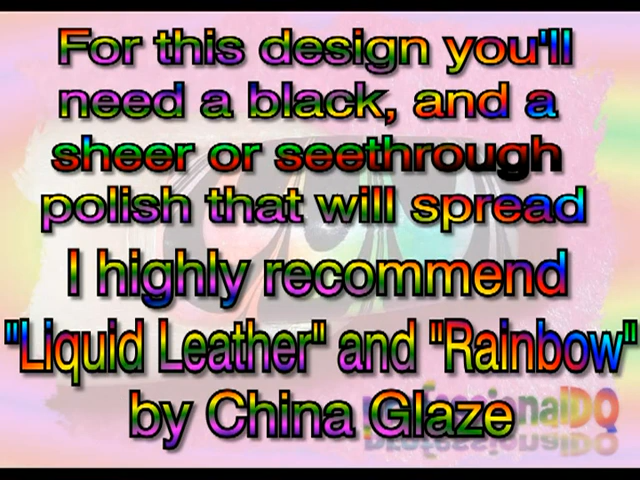 For this design you'll
need a black, and a
sheer or seethrough
polish that will spread
I highly recommend
"Liquid Leather" and "Rainbow"
by China Glaze
professionalDQ